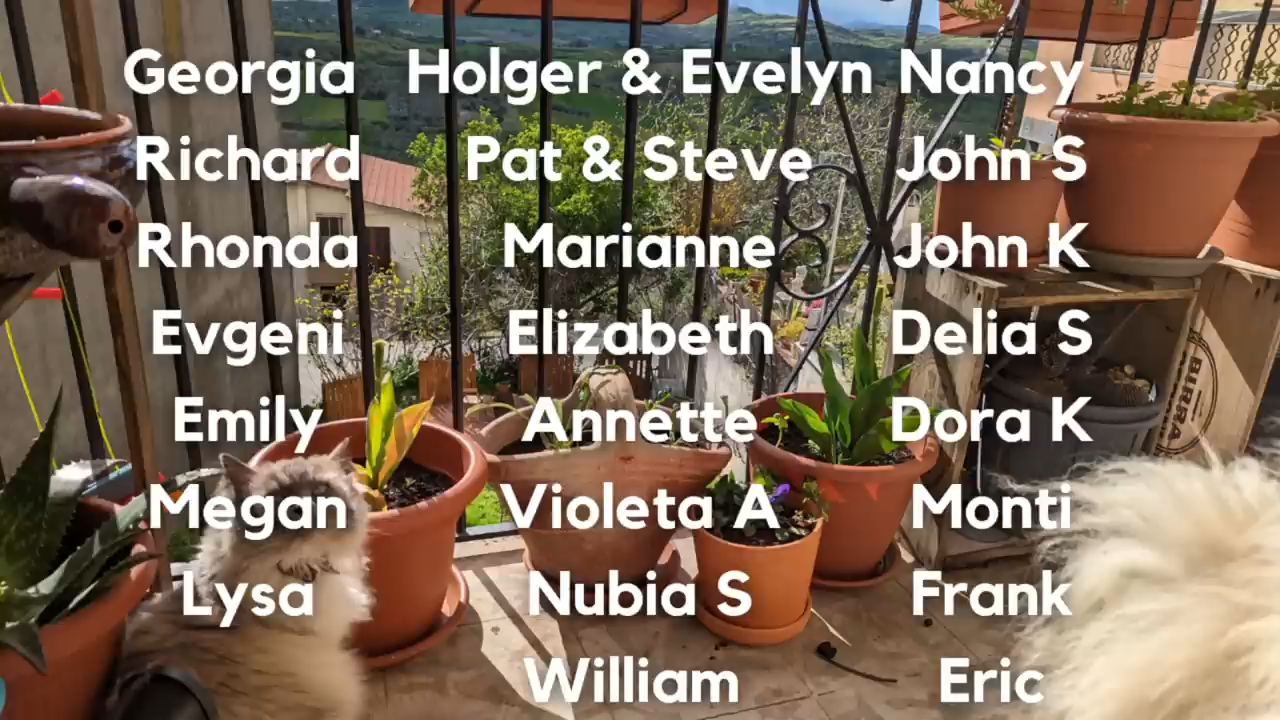 Georgia Holger & Evelyn Nancy
Richard Pat & Steve John S
Rhonda Marianne John K
Evgeni Elizabeth Delia S
Emily Annette Dora K
Megan Violeta A Monti
Lysa Nubia S Frank
William Eric
BIRRA